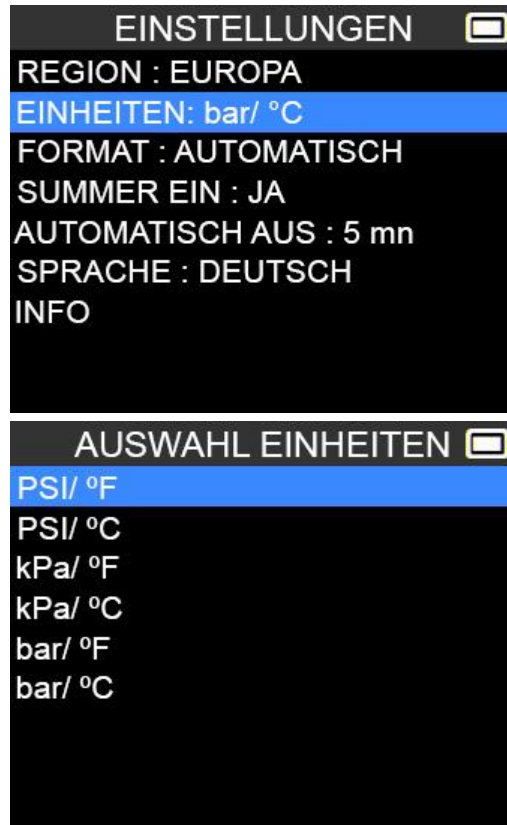 EINSTELLUNGEN
REGION : EUROPA
EINHEITEN: bar/ °C
FORMAT : AUTOMATISCH
SUMMER EIN : JA
AUTOMATISCH AUS : 5 mn
SPRACHE : DEUTSCH
INFO
AUSWAHL EINHEITEN
PSI/ ºF
PSI/ ºC
kPa/ ºF
kPa/ ºC
bar/ ºF
bar/ ºC